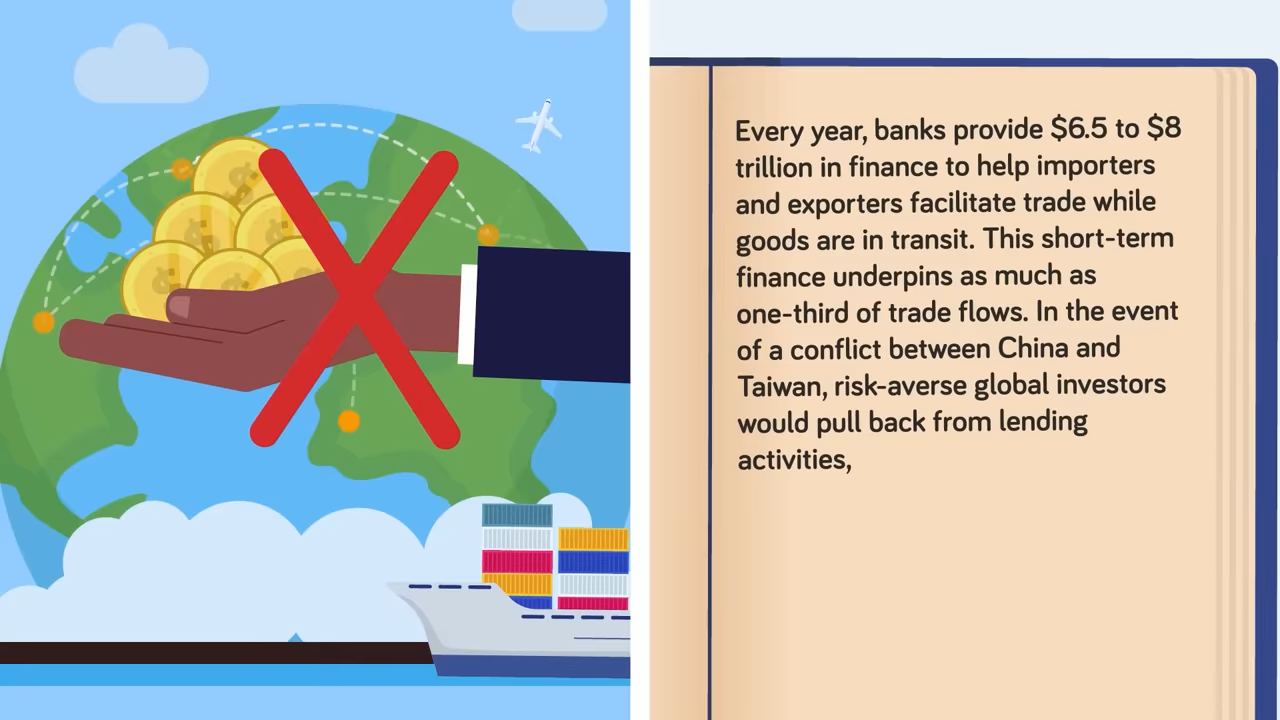 Every year, banks provide $6.5 to $8
trillion in finance to help importers
and exporters facilitate trade while
goods are in transit. This short-term
finance underpins as much as
one-third of trade flows. In the event
of a conflict between China and
Taiwan, risk-averse global investors
would pull back from lending
activities,